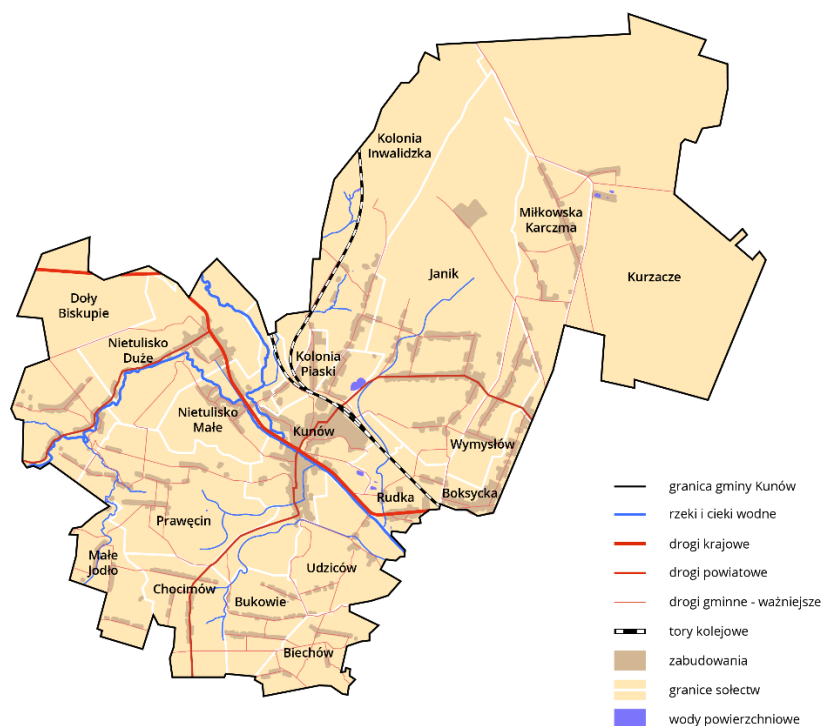 Kolonia
Inwalidzka
Miłkowska
Karczma
Janik
Kurzacze
Doły
Biskupie
Nietulisko
Duże
Kolonia
Piaski
Nietulisko
Małe
Kunów
Wymysłów
Rudka
Boksycka
Prawęcin
Małe
Jodło
Chocimów
Udziców
Bukowie
Biechów
granica gminy Kunów
rzeki i cieki wodne
drogi krajowe
drogi powiatowe
drogi gminne - ważniejsze
tory kolejowe
zabudowania
granice sołectw
wody powierzchniowe